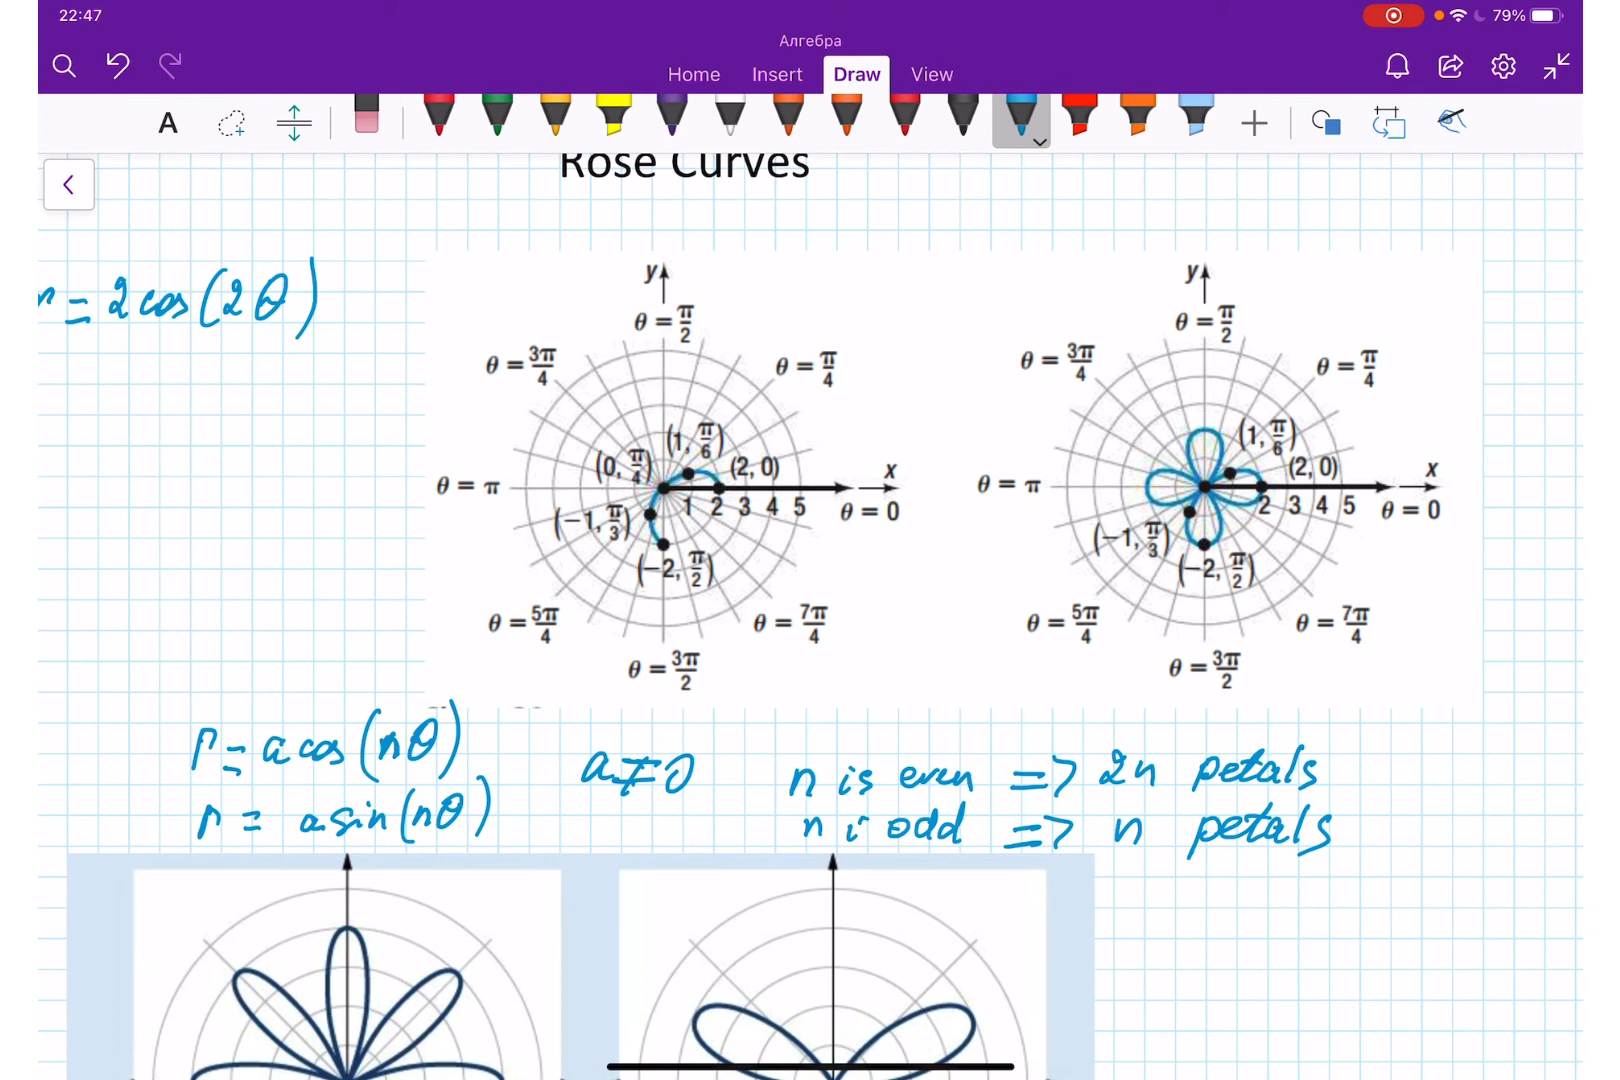 22:47
79%
Алгебра
Home Insert Draw View
A
Rose Curves
r = 2 cos(2θ)
y
θ = π/2
θ = 3π/4
θ = π/4
(1, π/6)
(0, π/4)
(2, 0)
x
θ = π
1 2 3 4 5
θ = 0
(−1, π/3)
(−2, π/2)
θ = 5π/4
θ = 7π/4
θ = 3π/2
y
θ = π/2
θ = 3π/4
θ = π/4
(1, π/6)
(2, 0)
x
θ = π
2 3 4 5
θ = 0
(−1, π/3)
(−2, π/2)
θ = 5π/4
θ = 7π/4
θ = 3π/2
r = a cos(nθ)
r = a sin(nθ)
a ≠ 0
n is even => 2n petals
n i odd => n petals